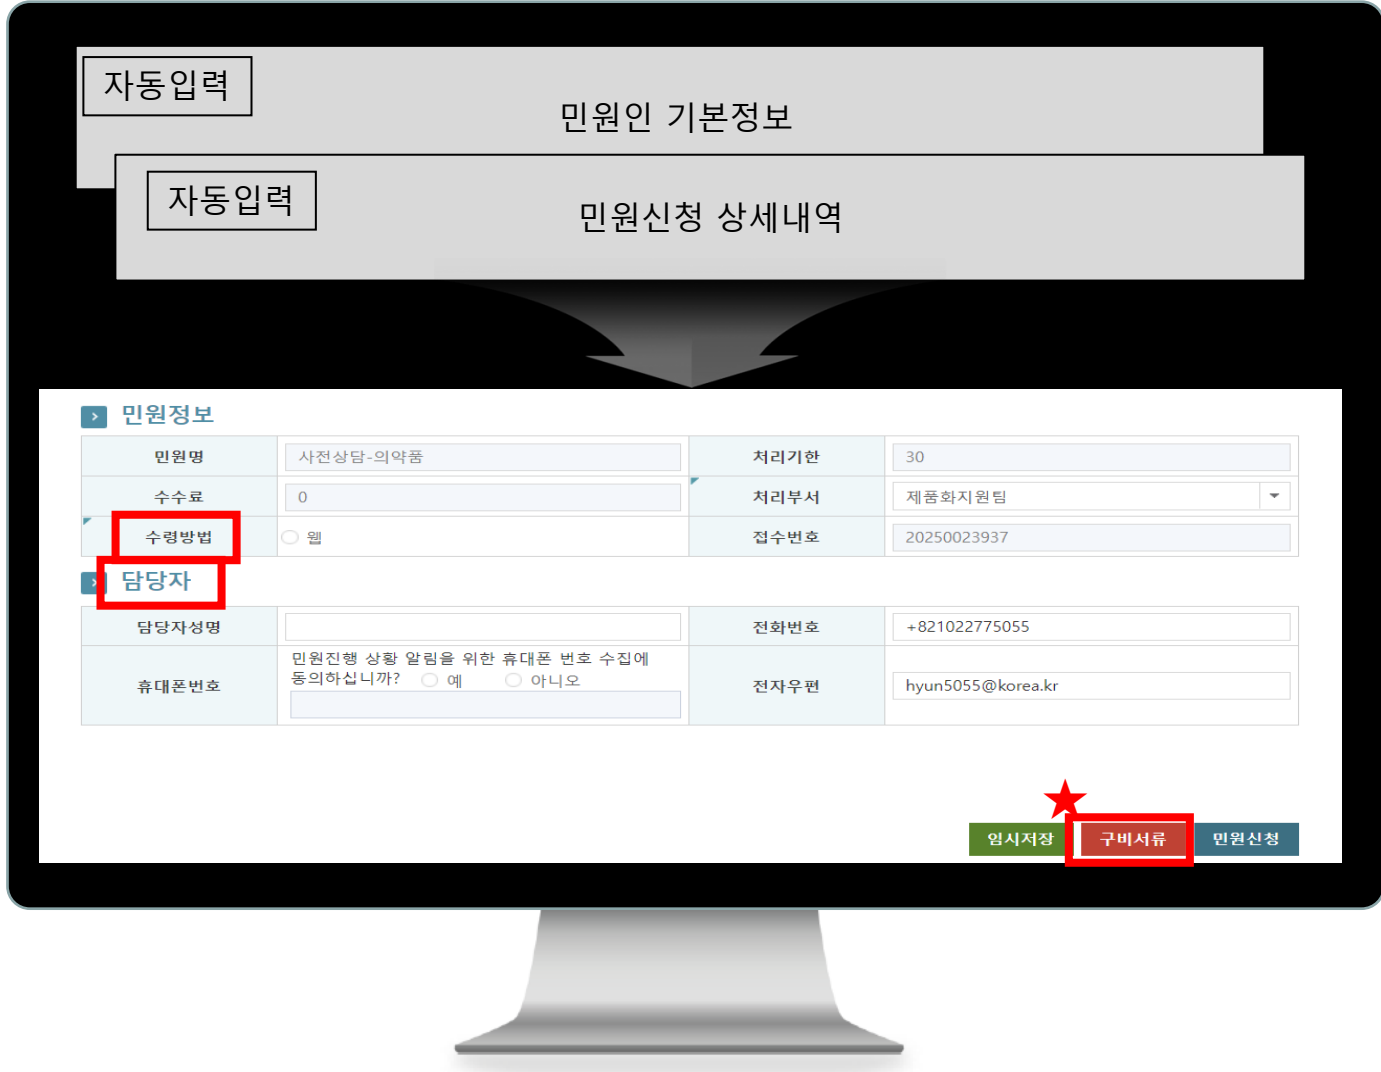 자동입력
민원인 기본정보
자동입력
민원신청 상세내역
민원정보
민원명 사전상담-의약품 처리기한 30
수수료 0 처리부서 제품화지원팀
수령방법 웹 접수번호 20250023937
담당자
담당자성명 전화번호 +821022775055
민원진행 상황 알림을 위한 휴대폰 번호 수집에
동의하십니까? 예 아니오
휴대폰번호 전자우편 hyun5055@korea.kr
임시저장 구비서류 민원신청